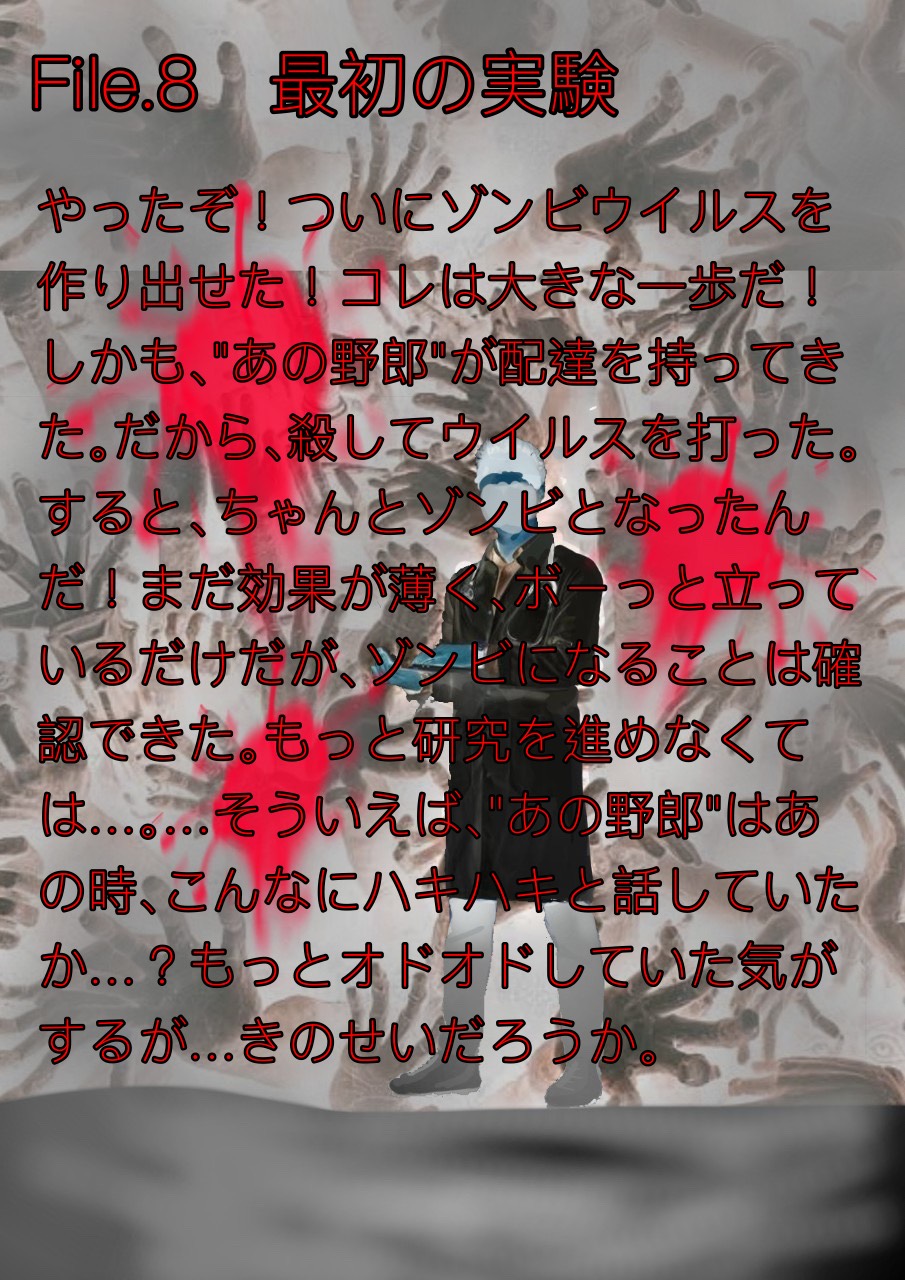 File.8　最初の実験
やったぞ！ついにゾンビウイルスを
作り出せた！コレは大きな一歩だ！
しかも、"あの野郎"が配達を持ってき
た。だから、殺してウイルスを打った。
すると、ちゃんとゾンビとなったん
だ！まだ効果が薄く、ボーっと立って
いるだけだが、ゾンビになることは確
認できた。もっと研究を進めなくて
は…。…そういえば、"あの野郎"はあ
の時、こんなにハキハキと話していた
か…？もっとオドオドしていた気が
するが…きのせいだろうか。